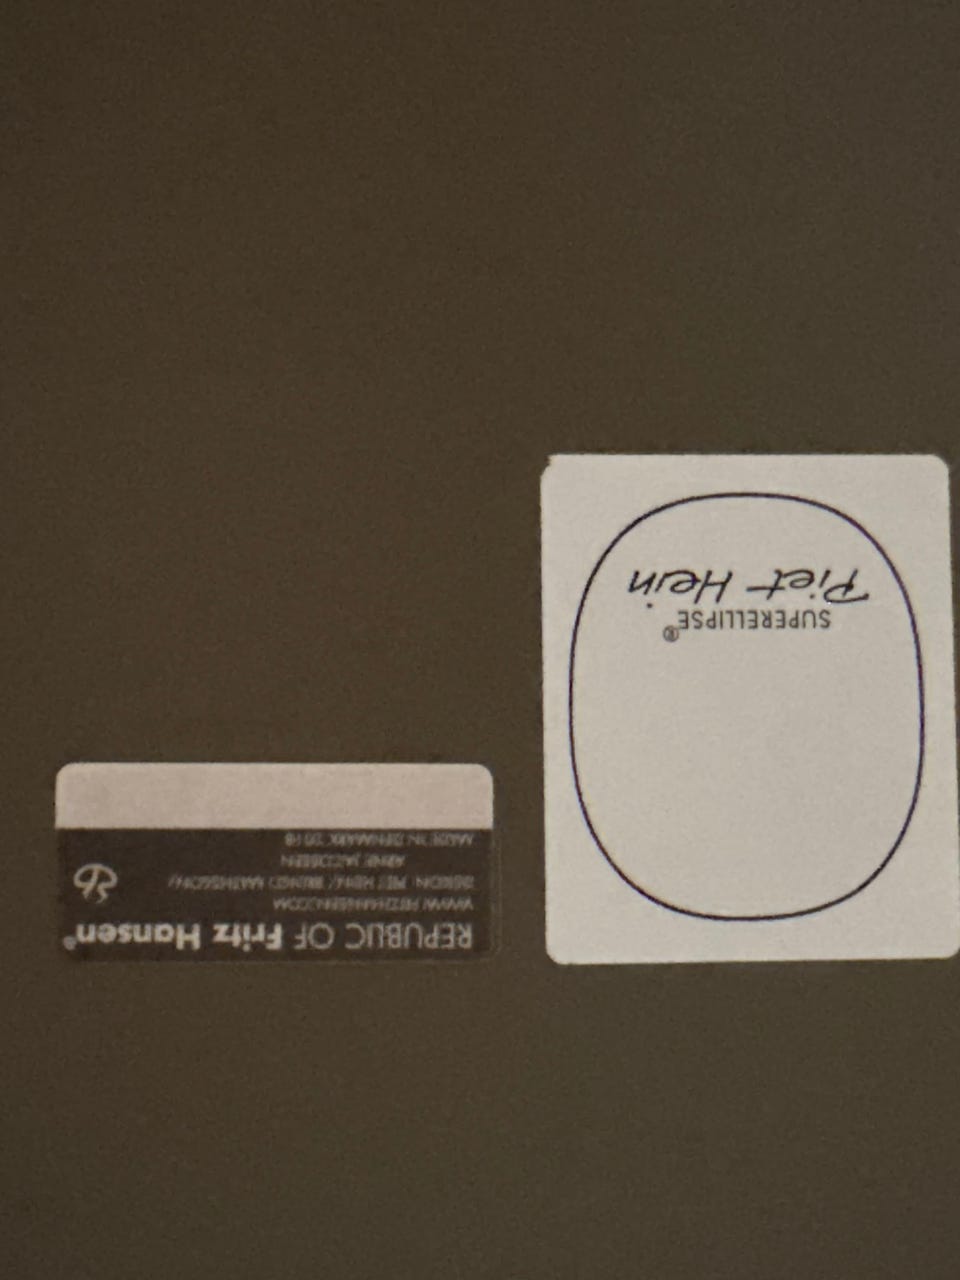 REPUBLIC OF Fritz Hansen®
WWW.FRITZHANSEN.COM
DESIGN: PIET HEIN/ BRUNO MATHSSON/
ARNE JACOBSEN
MADE IN DENMARK
SUPERELLIPSE®
Piet Hein